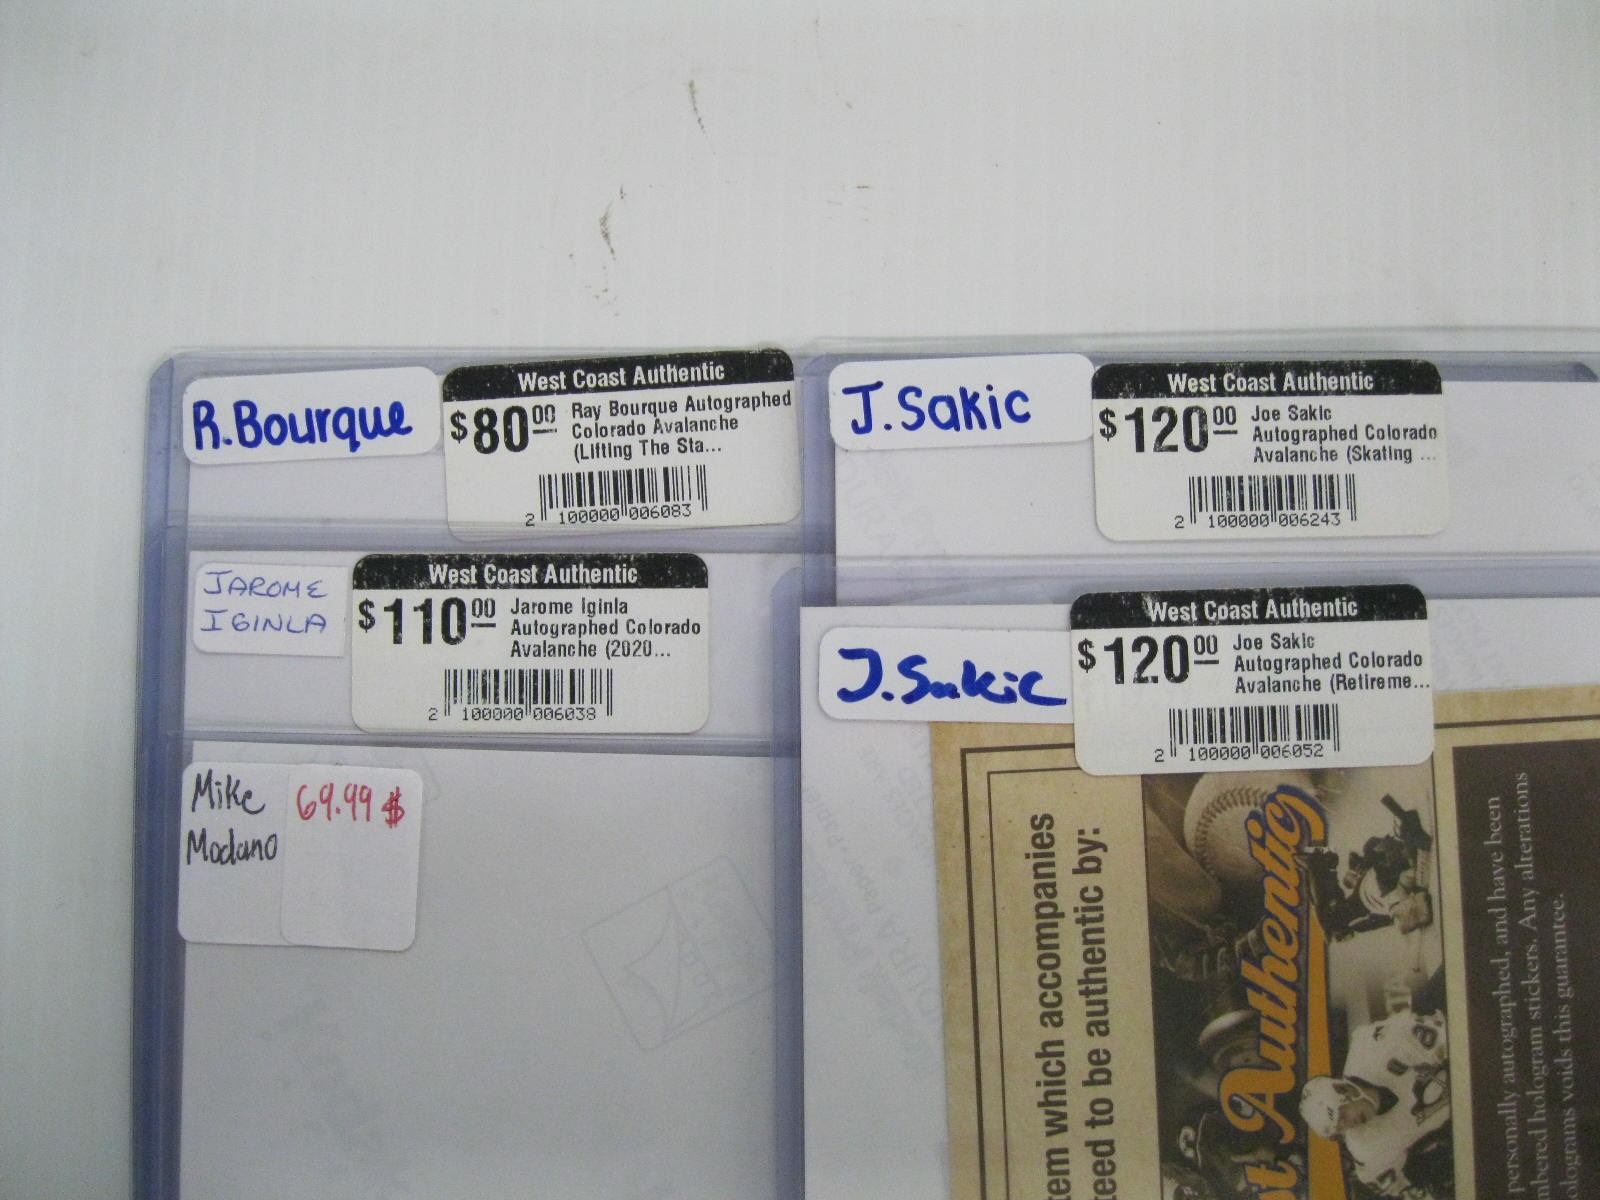 R.Bourque
West Coast Authentic
$80.00 Ray Bourque Autographed
Colorado Avalanche
(Lifting The Sta...
2 100000 006083
J.Sakic
West Coast Authentic
$120.00 Joe Sakic
Autographed Colorado
Avalanche (Skating ...
2 100000 006243
JAROME
IGINLA
West Coast Authentic
$110.00 Jarome Iginla
Autographed Colorado
Avalanche (2020...
2 100000 006038
J.Sakic
West Coast Authentic
$120.00 Joe Sakic
Autographed Colorado
Avalanche (Retireme...
2 100000 006052
Mike
Modano
69.99 $
em which accompanies
teed to be authentic by:
st Authentic
personally autographed, and have been
mbered hologram stickers. Any alterations
olograms voids this guarantee.